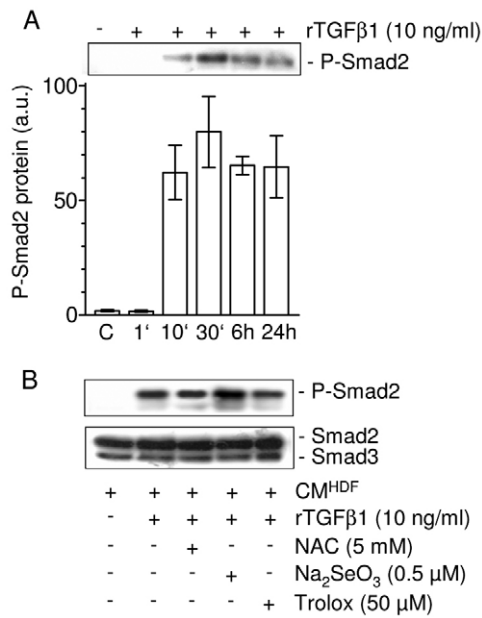 A
- + + + + + rTGFβ1 (10 ng/ml)
- P-Smad2
P-Smad2 protein (a.u.)
100
50
0
C 1‘ 10‘ 30‘ 6h 24h
B
- P-Smad2
- Smad2
- Smad3
+ + + + + CMᴴᴰᶠ
- + + + + rTGFβ1 (10 ng/ml)
- - + - - NAC (5 mM)
- - - + - Na₂SeO₃ (0.5 µM)
- - - - + Trolox (50 µM)